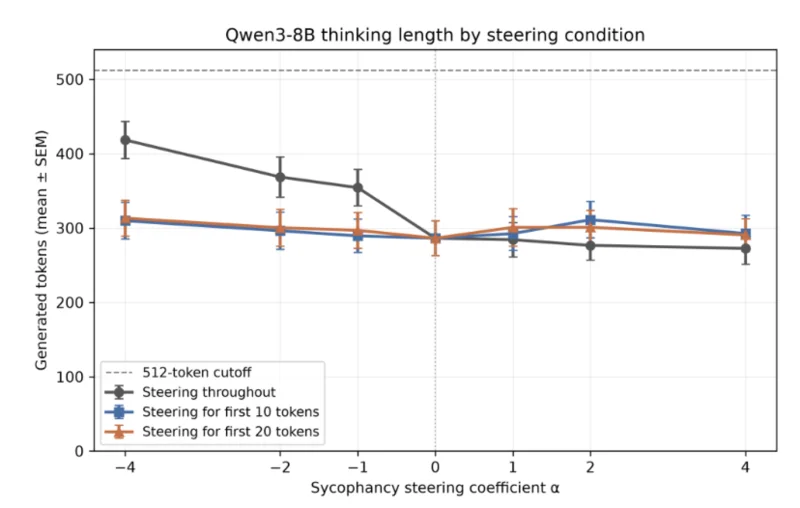 Qwen3-8B thinking length by steering condition
500
400
300
200
100
0
Generated tokens (mean ± SEM)
512-token cutoff
Steering throughout
Steering for first 10 tokens
Steering for first 20 tokens
−4
−2
−1
0
1
2
4
Sycophancy steering coefficient α